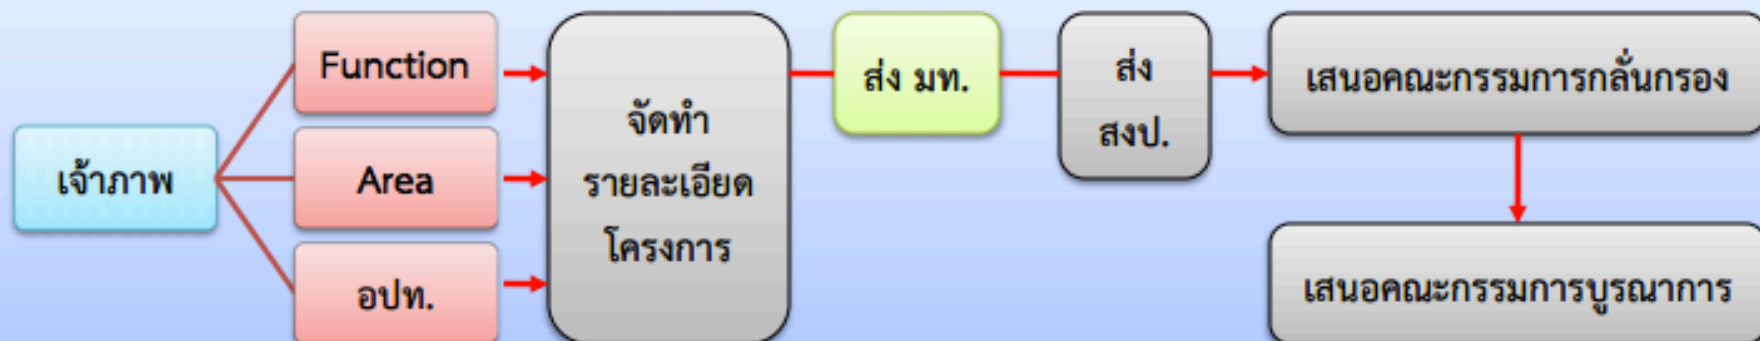 เจ้าภาพ
Function
Area
อปท.
จัดทำ
รายละเอียด
โครงการ
ส่ง มท.
ส่ง
สงป.
เสนอคณะกรรมการกลั่นกรอง
เสนอคณะกรรมการบูรณาการ